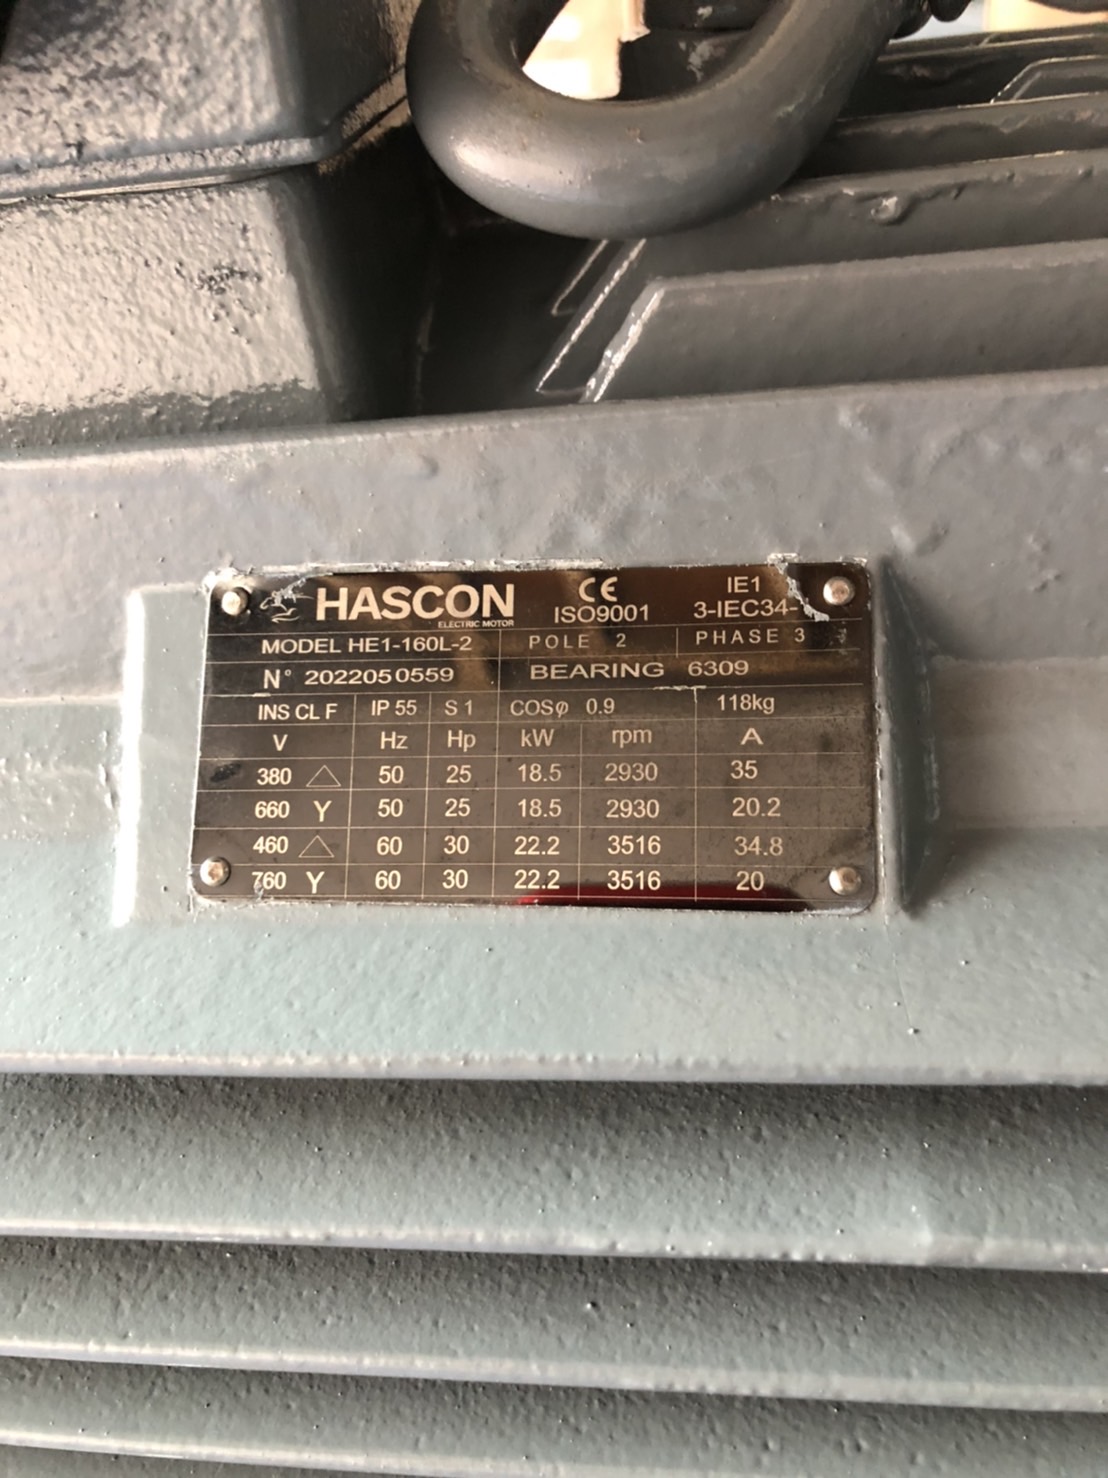 HASCON
ELECTRIC MOTOR
CE
ISO9001
IE1
3-IEC34-
MODEL HE1-160L-2 POLE 2 PHASE 3
N° 2022050559 BEARING 6309
INS CL F IP 55 S 1 COSφ 0.9 118kg
V Hz Hp kW rpm A
380 △ 50 25 18.5 2930 35
660 Y 50 25 18.5 2930 20.2
460 △ 60 30 22.2 3516 34.8
760 Y 60 30 22.2 3516 20